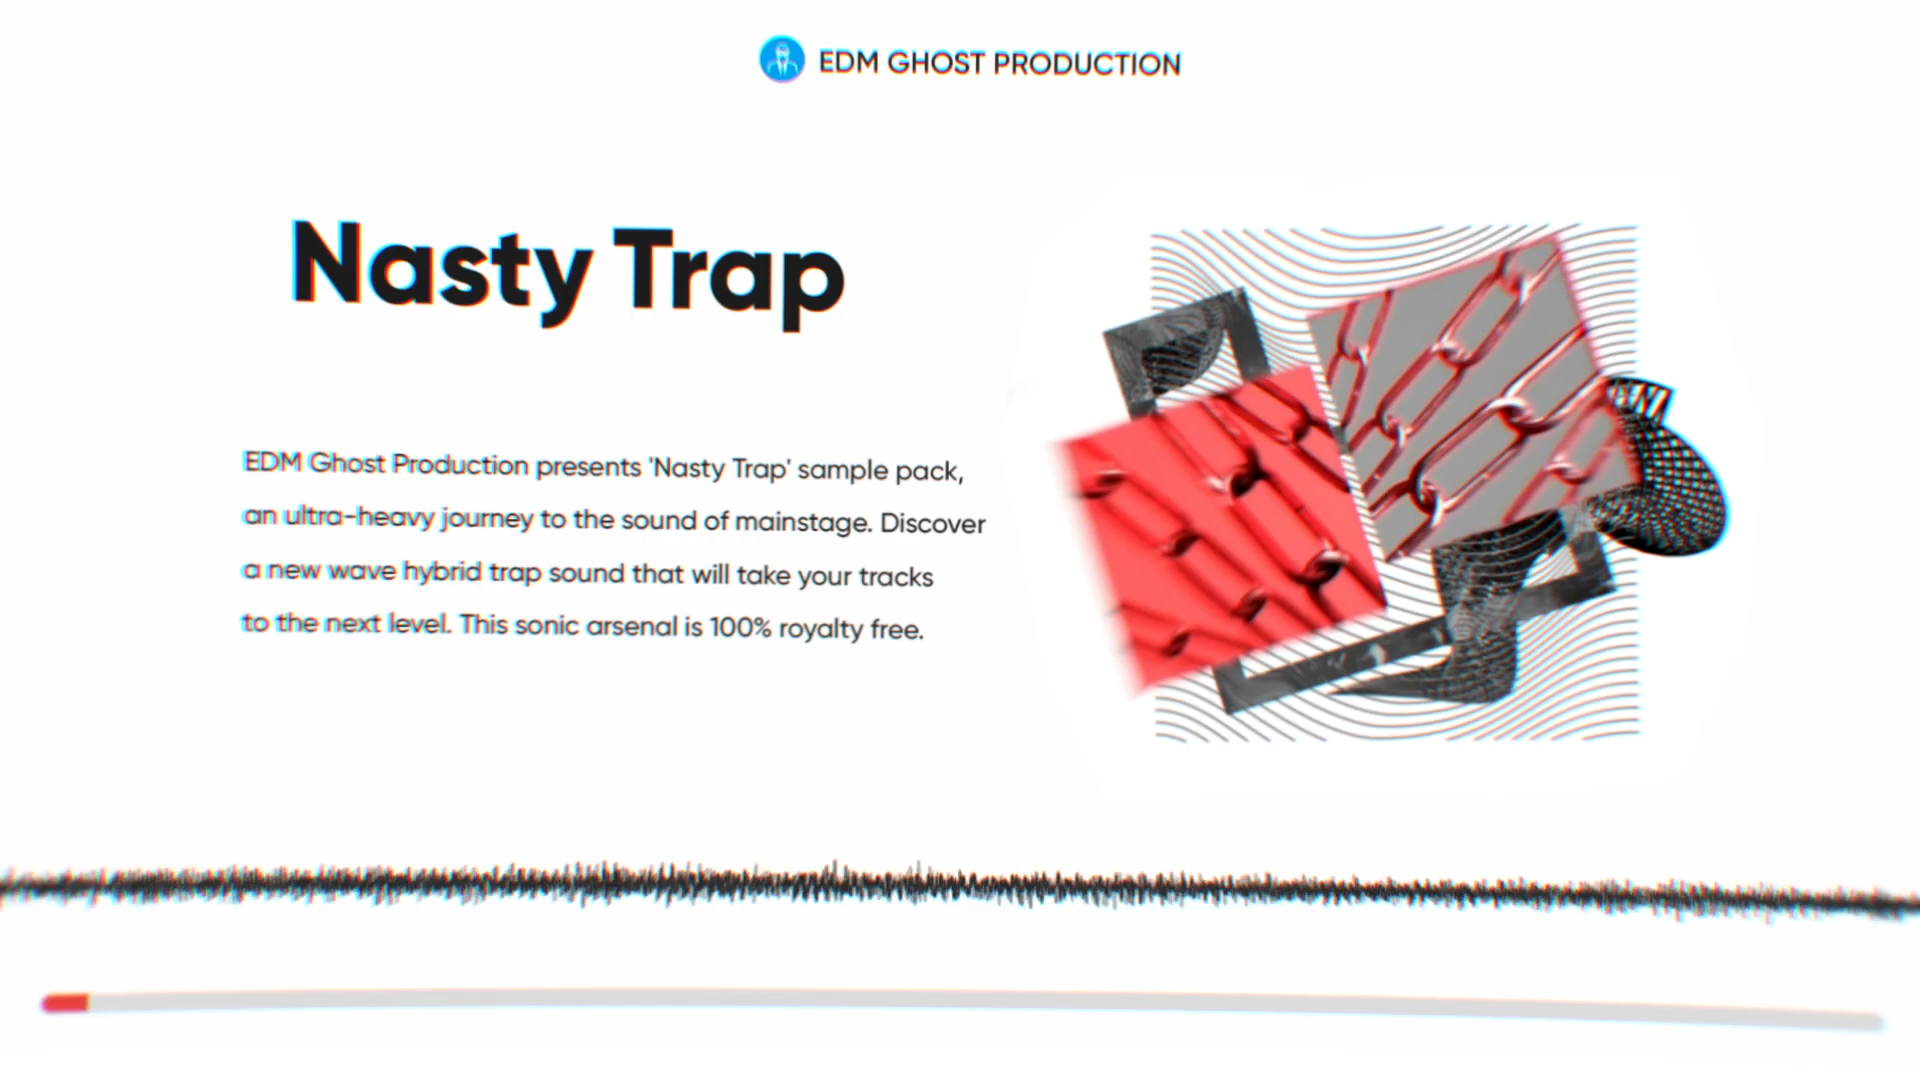 EDM GHOST PRODUCTION
Nasty Trap
EDM Ghost Production presents 'Nasty Trap' sample pack,
an ultra-heavy journey to the sound of mainstage. Discover
a new wave hybrid trap sound that will take your tracks
to the next level. This sonic arsenal is 100% royalty free.